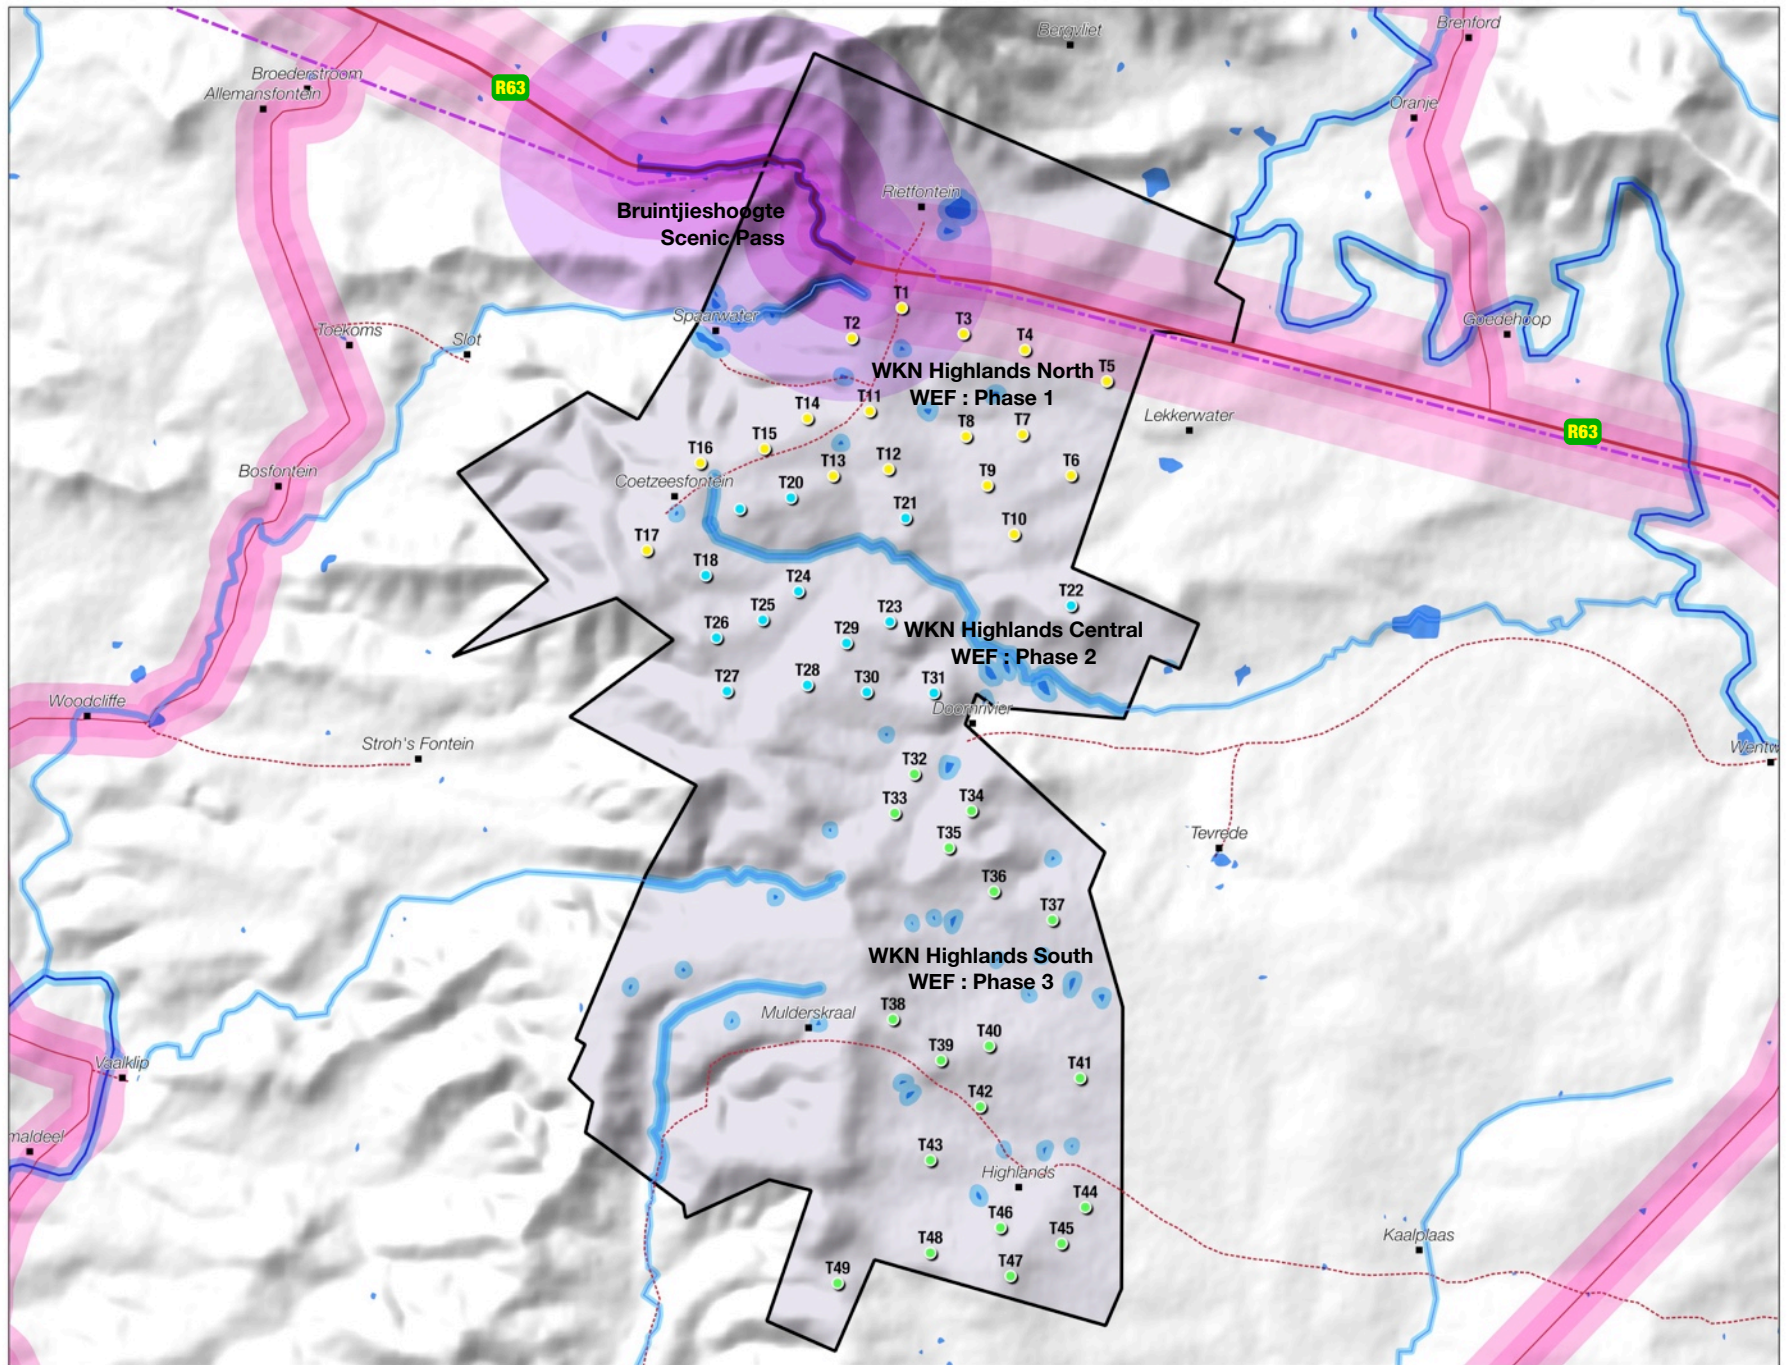 Bergvliet
Brenford
Broederstroom
Allemansfontein
R63
Oranje
Rietfontein
Bruintjieshoogte
Scenic Pass
T1
Spaarwater
Toekoms
Slot
T2
T3
T4
Goedehoop
WKN Highlands North
WEF : Phase 1
T5
T14
T11
T8
T7
Lekkerwater
R63
T15
T16
T13
T12
T9
T6
Bosfontein
Coetzeesfontein
T20
T21
T10
T17
T18
T24
T22
T25
T26
T29
T23
WKN Highlands Central
WEF : Phase 2
T27
T28
T30
T31
Woodcliffe
Doornrivier
Stroh's Fontein
Wentw
T32
T33
T34
T35
Tevrede
T36
T37
WKN Highlands South
WEF : Phase 3
T38
Mulderskraal
T40
T39
Vaalklip
T41
T42
maldeel
T43
Highlands
T44
T46
T45
T48
Kaalplaas
T49
T47